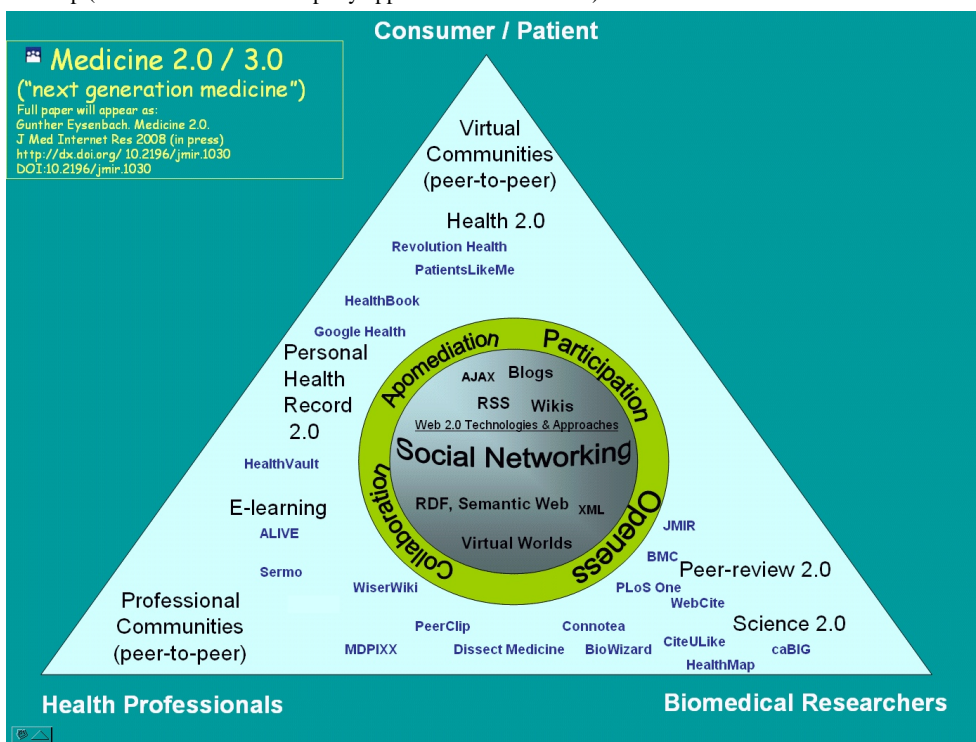 Consumer / Patient
Medicine 2.0 / 3.0
("next generation medicine")
Full paper will appear as:
Gunther Eysenbach. Medicine 2.0.
J Med Internet Res 2008 (in press)
http://dx.doi.org/ 10.2196/jmir.1030
DOI:10.2196/jmir.1030
Virtual
Communities
(peer-to-peer)
Health 2.0
Revolution Health
PatientsLikeMe
HealthBook
Google Health
Personal
Health
Record
2.0
HealthVault
E-learning
ALIVE
Sermo
Professional
Communities
(peer-to-peer)
Apomediation
Participation
Collaboration
Openess
AJAX Blogs
RSS Wikis
Web 2.0 Technologies & Approaches
Social Networking
RDF, Semantic Web XML
Virtual Worlds
JMIR
BMC
Peer-review 2.0
PLoS One
WebCite
Science 2.0
WiserWiki
PeerClip
Connotea
MDPIXX
Dissect Medicine
BioWizard
CiteULike
caBIG
HealthMap
Health Professionals
Biomedical Researchers